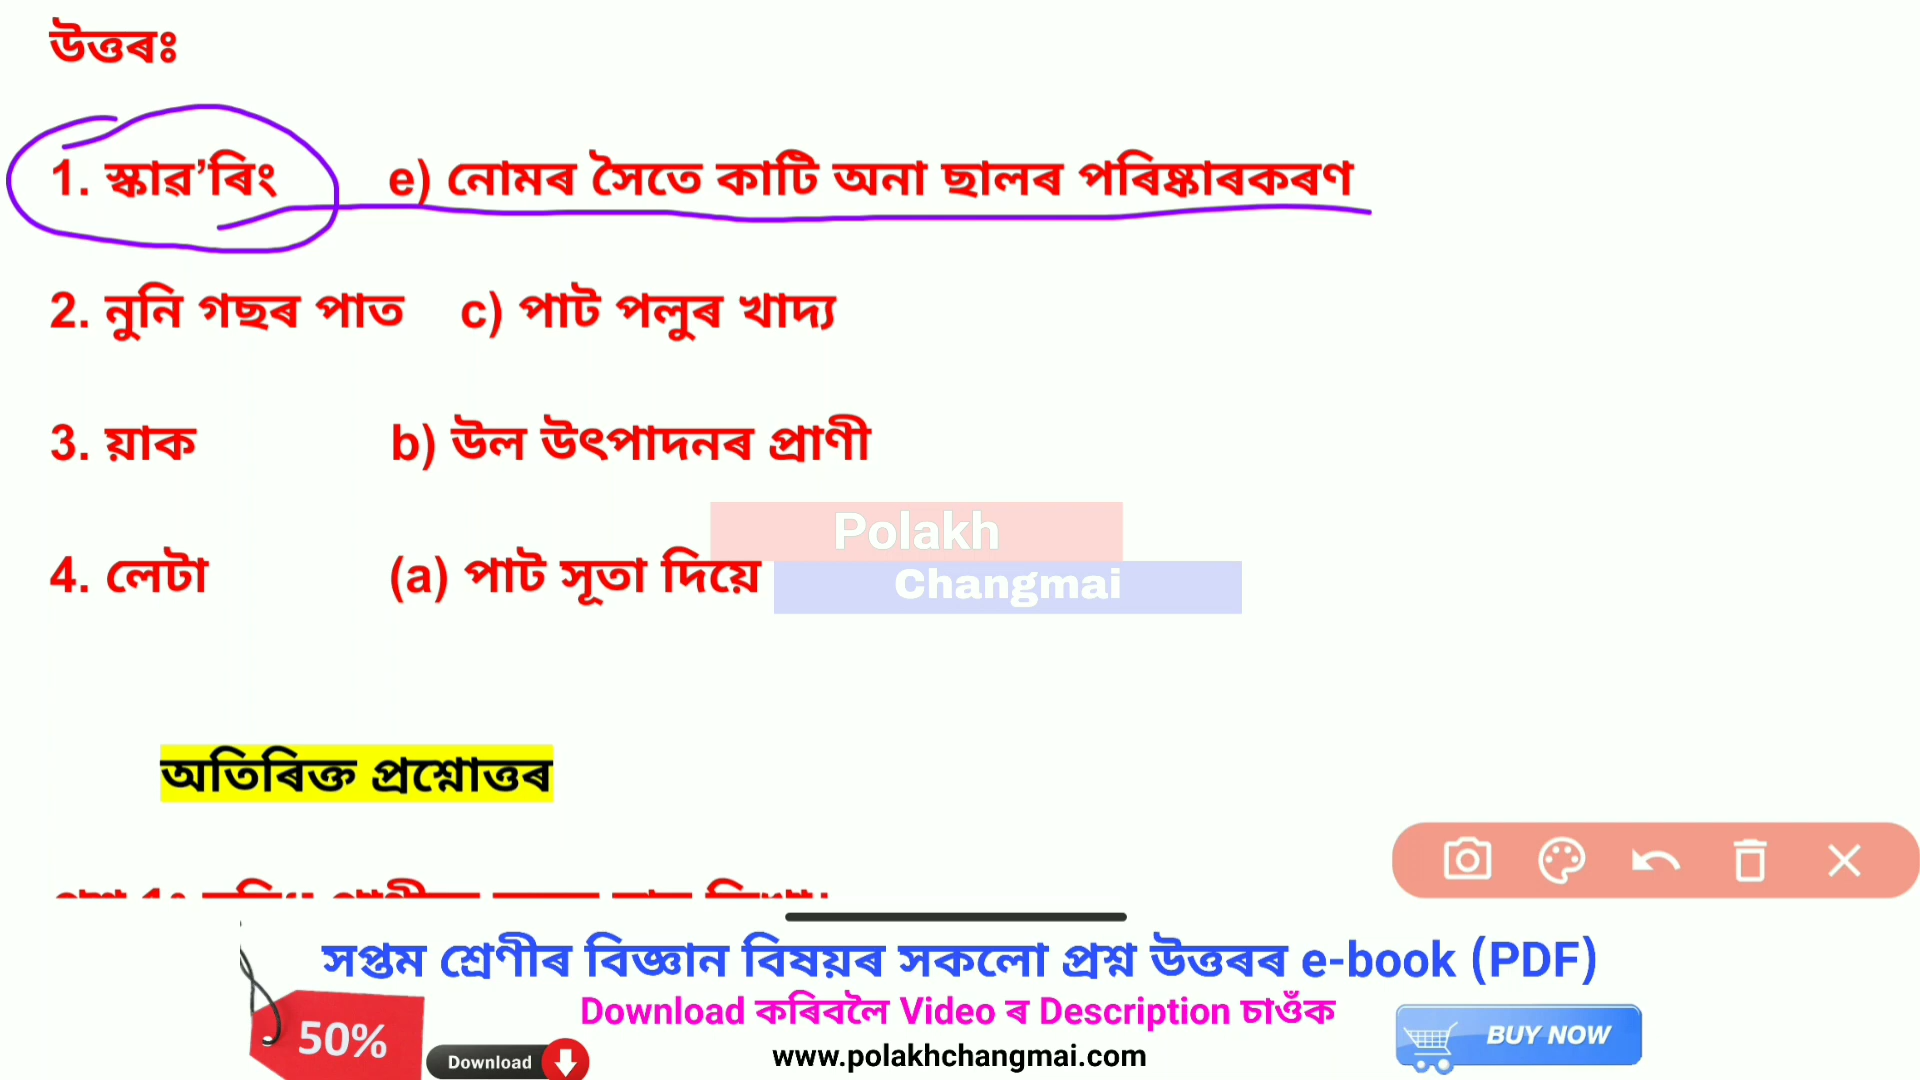 উত্তৰঃ
1. স্কাৱ’ৰিং e) নোমৰ সৈতে কাটি অনা ছালৰ পৰিষ্কাৰকৰণ
2. নুনি গছৰ পাত c) পাট পলুৰ খাদ্য
3. য়াক b) উল উৎপাদনৰ প্ৰাণী
4. লেটা (a) পাট সূতা দিয়ে
Polakh
Changmai
অতিৰিক্ত প্ৰশ্নোত্তৰ
সপ্তম শ্ৰেণীৰ বিজ্ঞান বিষয়ৰ সকলো প্ৰশ্ন উত্তৰৰ e-book (PDF)
Download কৰিবলৈ Video ৰ Description চাওঁক
50%
Download
www.polakhchangmai.com
BUY NOW